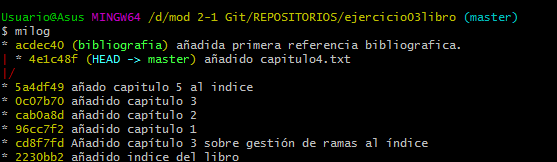 Usuario@Asus MINGW64 /d/mod 2-1 Git/REPOSITORIOS/ejercicio03libro (master)
$ milog
* acdec40 (bibliografia) añadida primera referencia bibliografica.
| * 4e1c48f (HEAD -> master) añadido capitulo4.txt
|/
* 5a4df49 añado capitulo 5 al indice
* 0c07b70 añadido capitulo 3
* cab0a8d añadido capítulo 2
* 96cc7f2 añadido capitulo 1
* cd8f7fd Añadido capítulo 3 sobre gestión de ramas al índice
* 2230bb2 añadido indice del libro